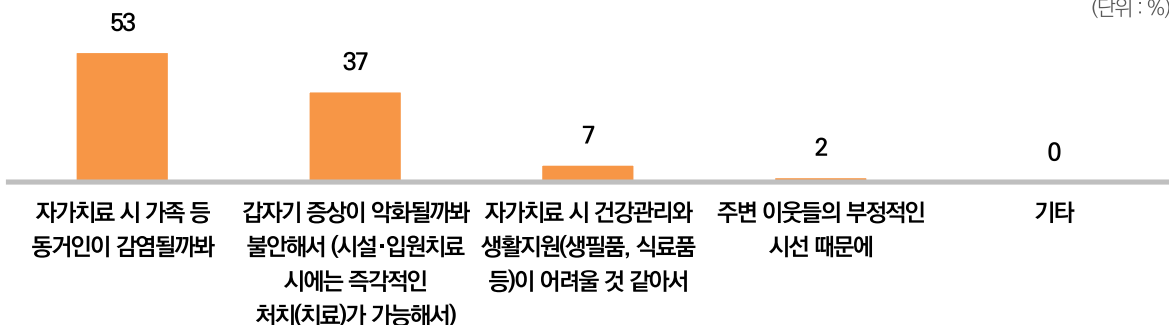 (단위 : %)
53
37
7
2
0
자가치료 시 가족 등
동거인이 감염될까봐
갑자기 증상이 악화될까봐
불안해서 (시설·입원치료
시에는 즉각적인
처치(치료)가 가능해서)
자가치료 시 건강관리와
생활지원(생필품, 식료품
등)이 어려울 것 같아서
주변 이웃들의 부정적인
시선 때문에
기타